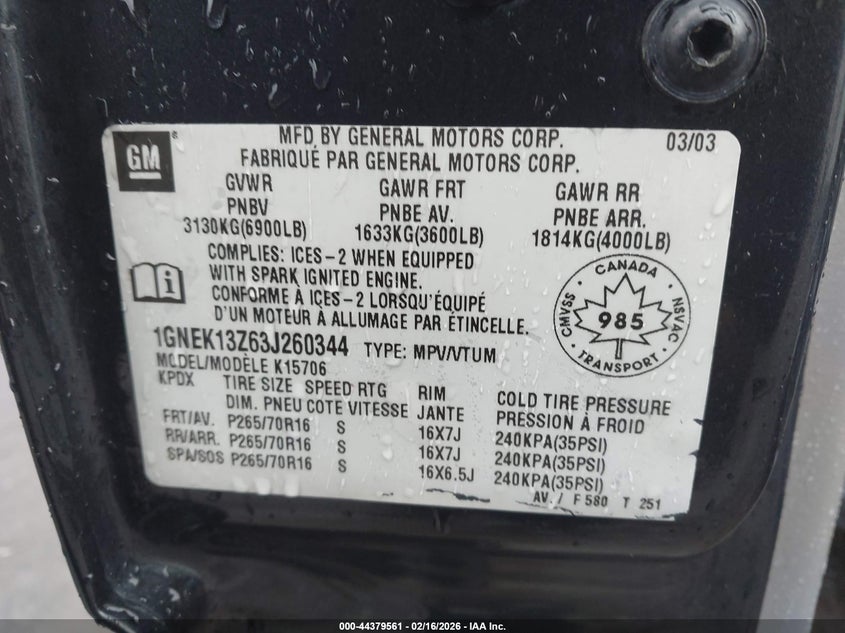 GM
MFD. BY GENERAL MOTORS CORP. 03/03
FABRIQUÉ PAR GENERAL MOTORS CORP.
GVWR GAWR FRT GAWR RR
PNBV PNBE AV. PNBE ARR.
3130KG(6900LB) 1633KG(3600LB) 1814KG(4000LB)
COMPLIES: ICES-2 WHEN EQUIPPED
WITH SPARK IGNITED ENGINE.
CONFORME À ICES-2 LORSQU'ÉQUIPÉ
D'UN MOTEUR À ALLUMAGE PAR ÉTINCELLE.
CANADA
CMVSS 985 NSVAC
TRANSPORT
1GNEK13Z63J260344 TYPE: MPV/VTUM
MODEL/MODÈLE K15706
KPDX TIRE SIZE SPEED RTG RIM COLD TIRE PRESSURE
DIM. PNEU COTE VITESSE JANTE PRESSION À FROID
FRT/AV. P265/70R16 S 16X7J 240KPA(35PSI)
RR/ARR. P265/70R16 S 16X7J 240KPA(35PSI)
SPA/SOS P265/70R16 S 16X6.5J 240KPA(35PSI)
AV. / F 580 T 251
000-44379561 - 02/16/2026 - IAA Inc.